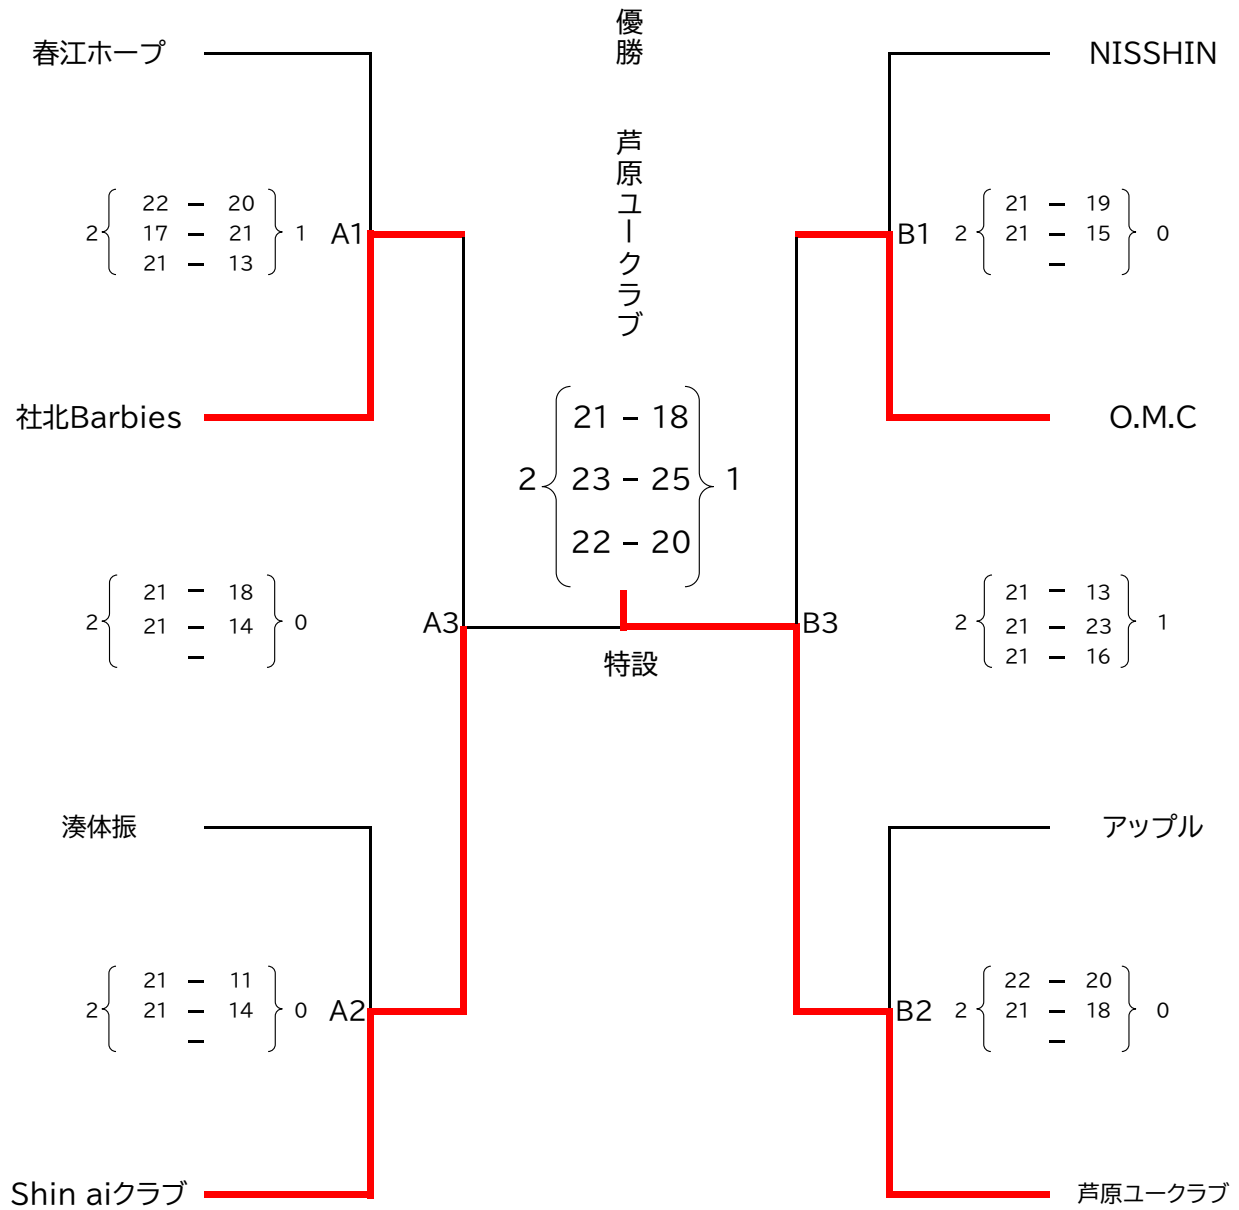 優勝 芦原ユークラブ
春江ホープ
NISSHIN
22 - 20
2 17 - 21 1
21 - 13
A1
B1
21 - 19
2 21 - 15 0
-
社北Barbies
O.M.C
21 - 18
2 23 - 25 1
22 - 20
特設
21 - 18
2 21 - 14 0
-
A3
B3
21 - 13
2 21 - 23 1
21 - 16
湊体振
アップル
21 - 11
2 21 - 14 0
-
A2
B2
22 - 20
2 21 - 18 0
-
Shin aiクラブ
芦原ユークラブ